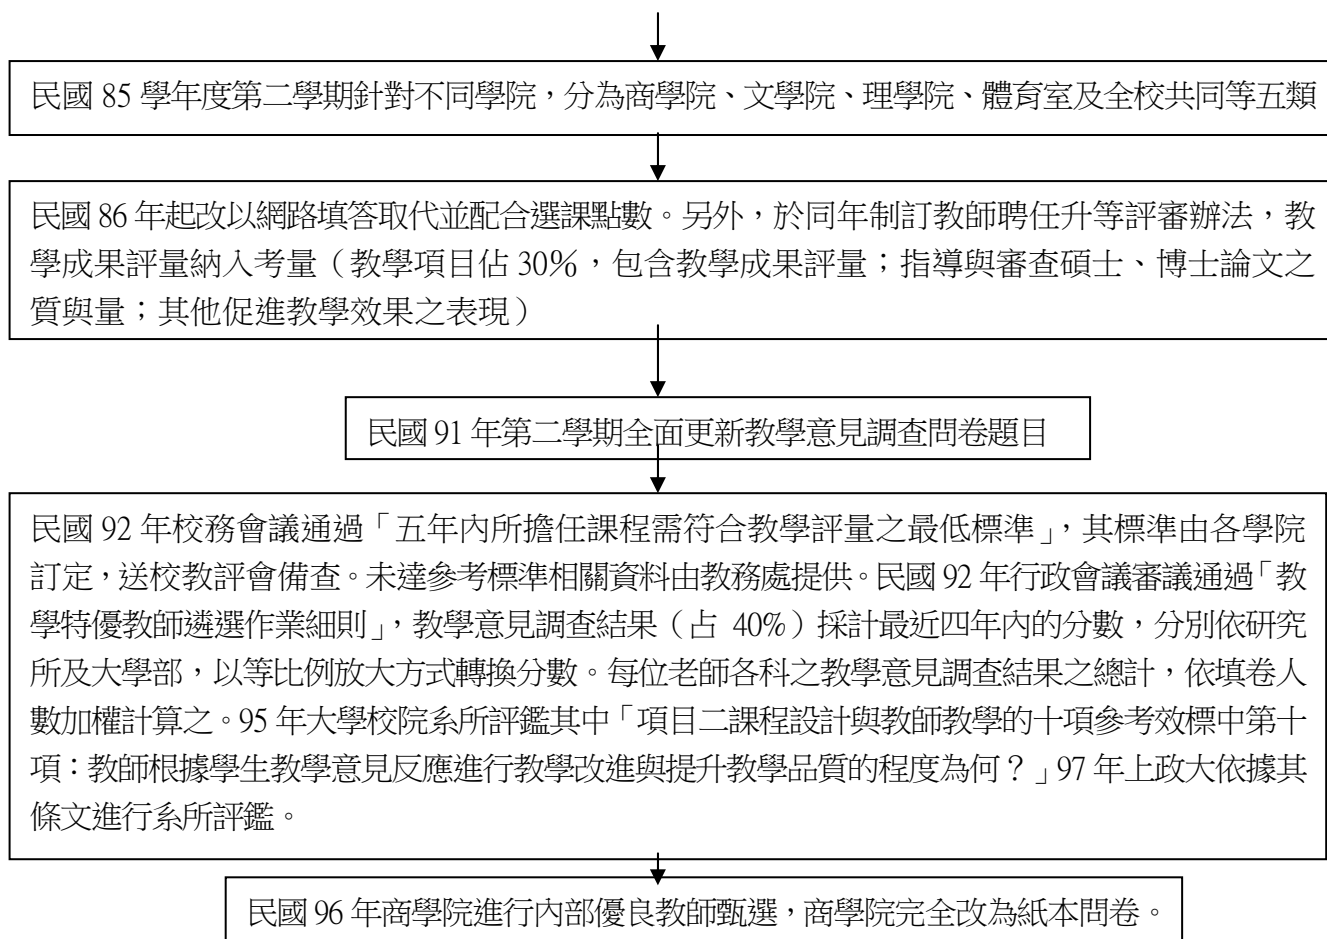 民國 85 學年度第二學期針對不同學院，分為商學院、文學院、理學院、體育室及全校共同等五類
民國 86 年起改以網路填答取代並配合選課點數。另外，於同年制訂教師聘任升等評審辦法，教
學成果評量納入考量（教學項目佔 30%，包含教學成果評量；指導與審查碩士、博士論文之
質與量；其他促進教學效果之表現）
民國 91 年第二學期全面更新教學意見調查問卷題目
民國 92 年校務會議通過「五年內所擔任課程需符合教學評量之最低標準」，其標準由各學院
訂定，送校教評會備查。未達參考標準相關資料由教務處提供。民國 92 年行政會議審議通過「教
學特優教師遴選作業細則」，教學意見調查結果（占 40%）採計最近四年內的分數，分別依研究
所及大學部，以等比例放大方式轉換分數。每位老師各科之教學意見調查結果之總計，依填卷人
數加權計算之。95 年大學校院系所評鑑其中「項目二課程設計與教師教學的十項參考效標中第十
項：教師根據學生教學意見反應進行教學改進與提升教學品質的程度為何？」97 年上政大依據其
條文進行系所評鑑。
民國 96 年商學院進行內部優良教師甄選，商學院完全改為紙本問卷。